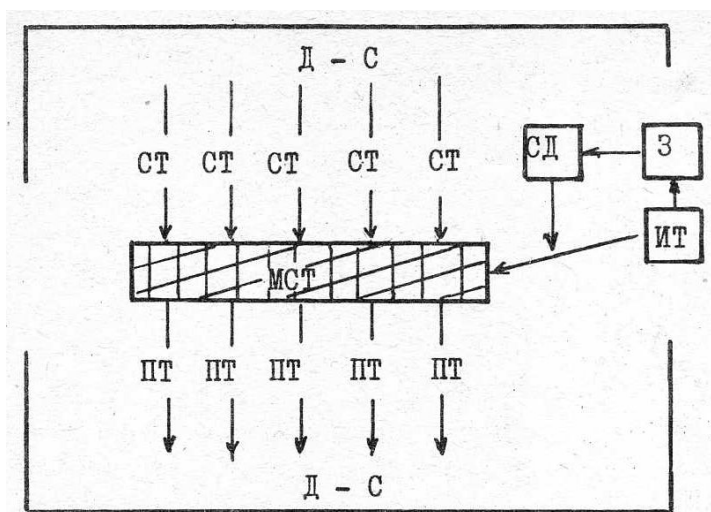 Д - С
СТ СТ СТ СТ СТ
СД З
ИТ
МСТ
ПТ ПТ ПТ ПТ ПТ
Д - С